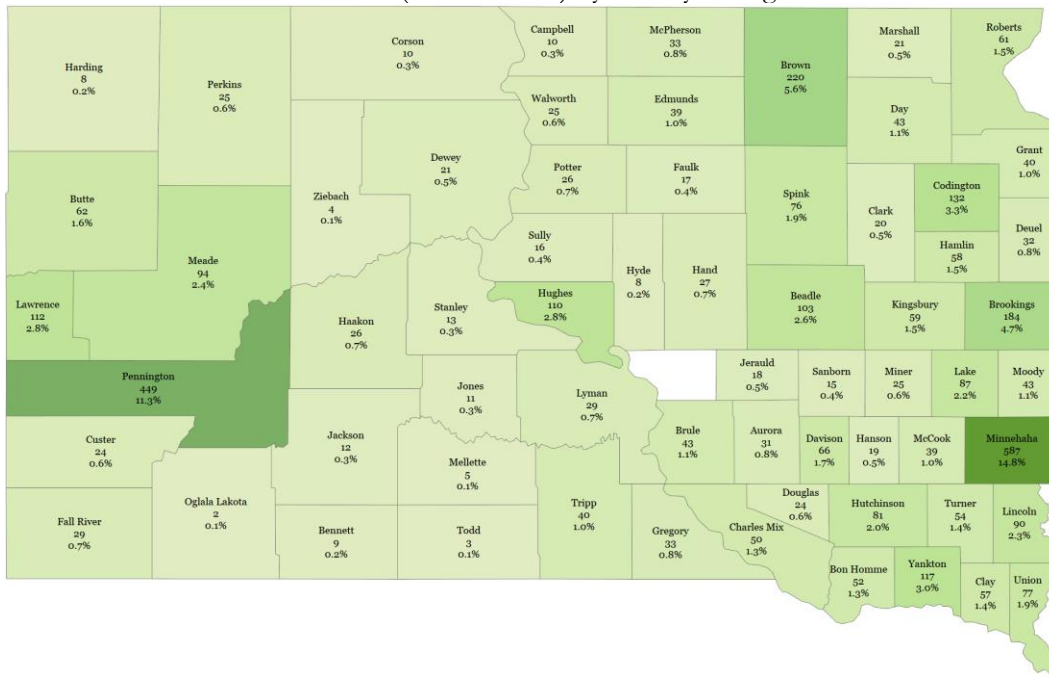 Harding
8
0.2%
Perkins
25
0.6%
Corson
10
0.3%
Campbell
10
0.3%
McPherson
33
0.8%
Brown
220
5.6%
Marshall
21
0.5%
Roberts
61
1.5%
Walworth
25
0.6%
Edmunds
39
1.0%
Day
43
1.1%
Grant
40
1.0%
Butte
62
1.6%
Ziebach
4
0.1%
Dewey
21
0.5%
Potter
26
0.7%
Faulk
17
0.4%
Spink
76
1.9%
Clark
20
0.5%
Codington
132
3.3%
Deuel
32
0.8%
Hamlin
58
1.5%
Meade
94
2.4%
Sully
16
0.4%
Hyde
8
0.2%
Hand
27
0.7%
Lawrence
112
2.8%
Haakon
26
0.7%
Stanley
13
0.3%
Hughes
110
2.8%
Beadle
103
2.6%
Kingsbury
59
1.5%
Brookings
184
4.7%
Pennington
449
11.3%
Jones
11
0.3%
Lyman
29
0.7%
Jerauld
18
0.5%
Sanborn
15
0.4%
Miner
25
0.6%
Lake
87
2.2%
Moody
43
1.1%
Custer
24
0.6%
Jackson
12
0.3%
Mellette
5
0.1%
Brule
43
1.1%
Aurora
31
0.8%
Davison
66
1.7%
Hanson
19
0.5%
McCook
39
1.0%
Minnehaha
587
14.8%
Fall River
29
0.7%
Oglala Lakota
2
0.1%
Bennett
9
0.2%
Todd
3
0.1%
Tripp
40
1.0%
Gregory
33
0.8%
Charles Mix
50
1.3%
Douglas
24
0.6%
Hutchinson
81
2.0%
Turner
54
1.4%
Lincoln
90
2.3%
Bon Homme
52
1.3%
Yankton
117
3.0%
Clay
57
1.4%
Union
77
1.9%